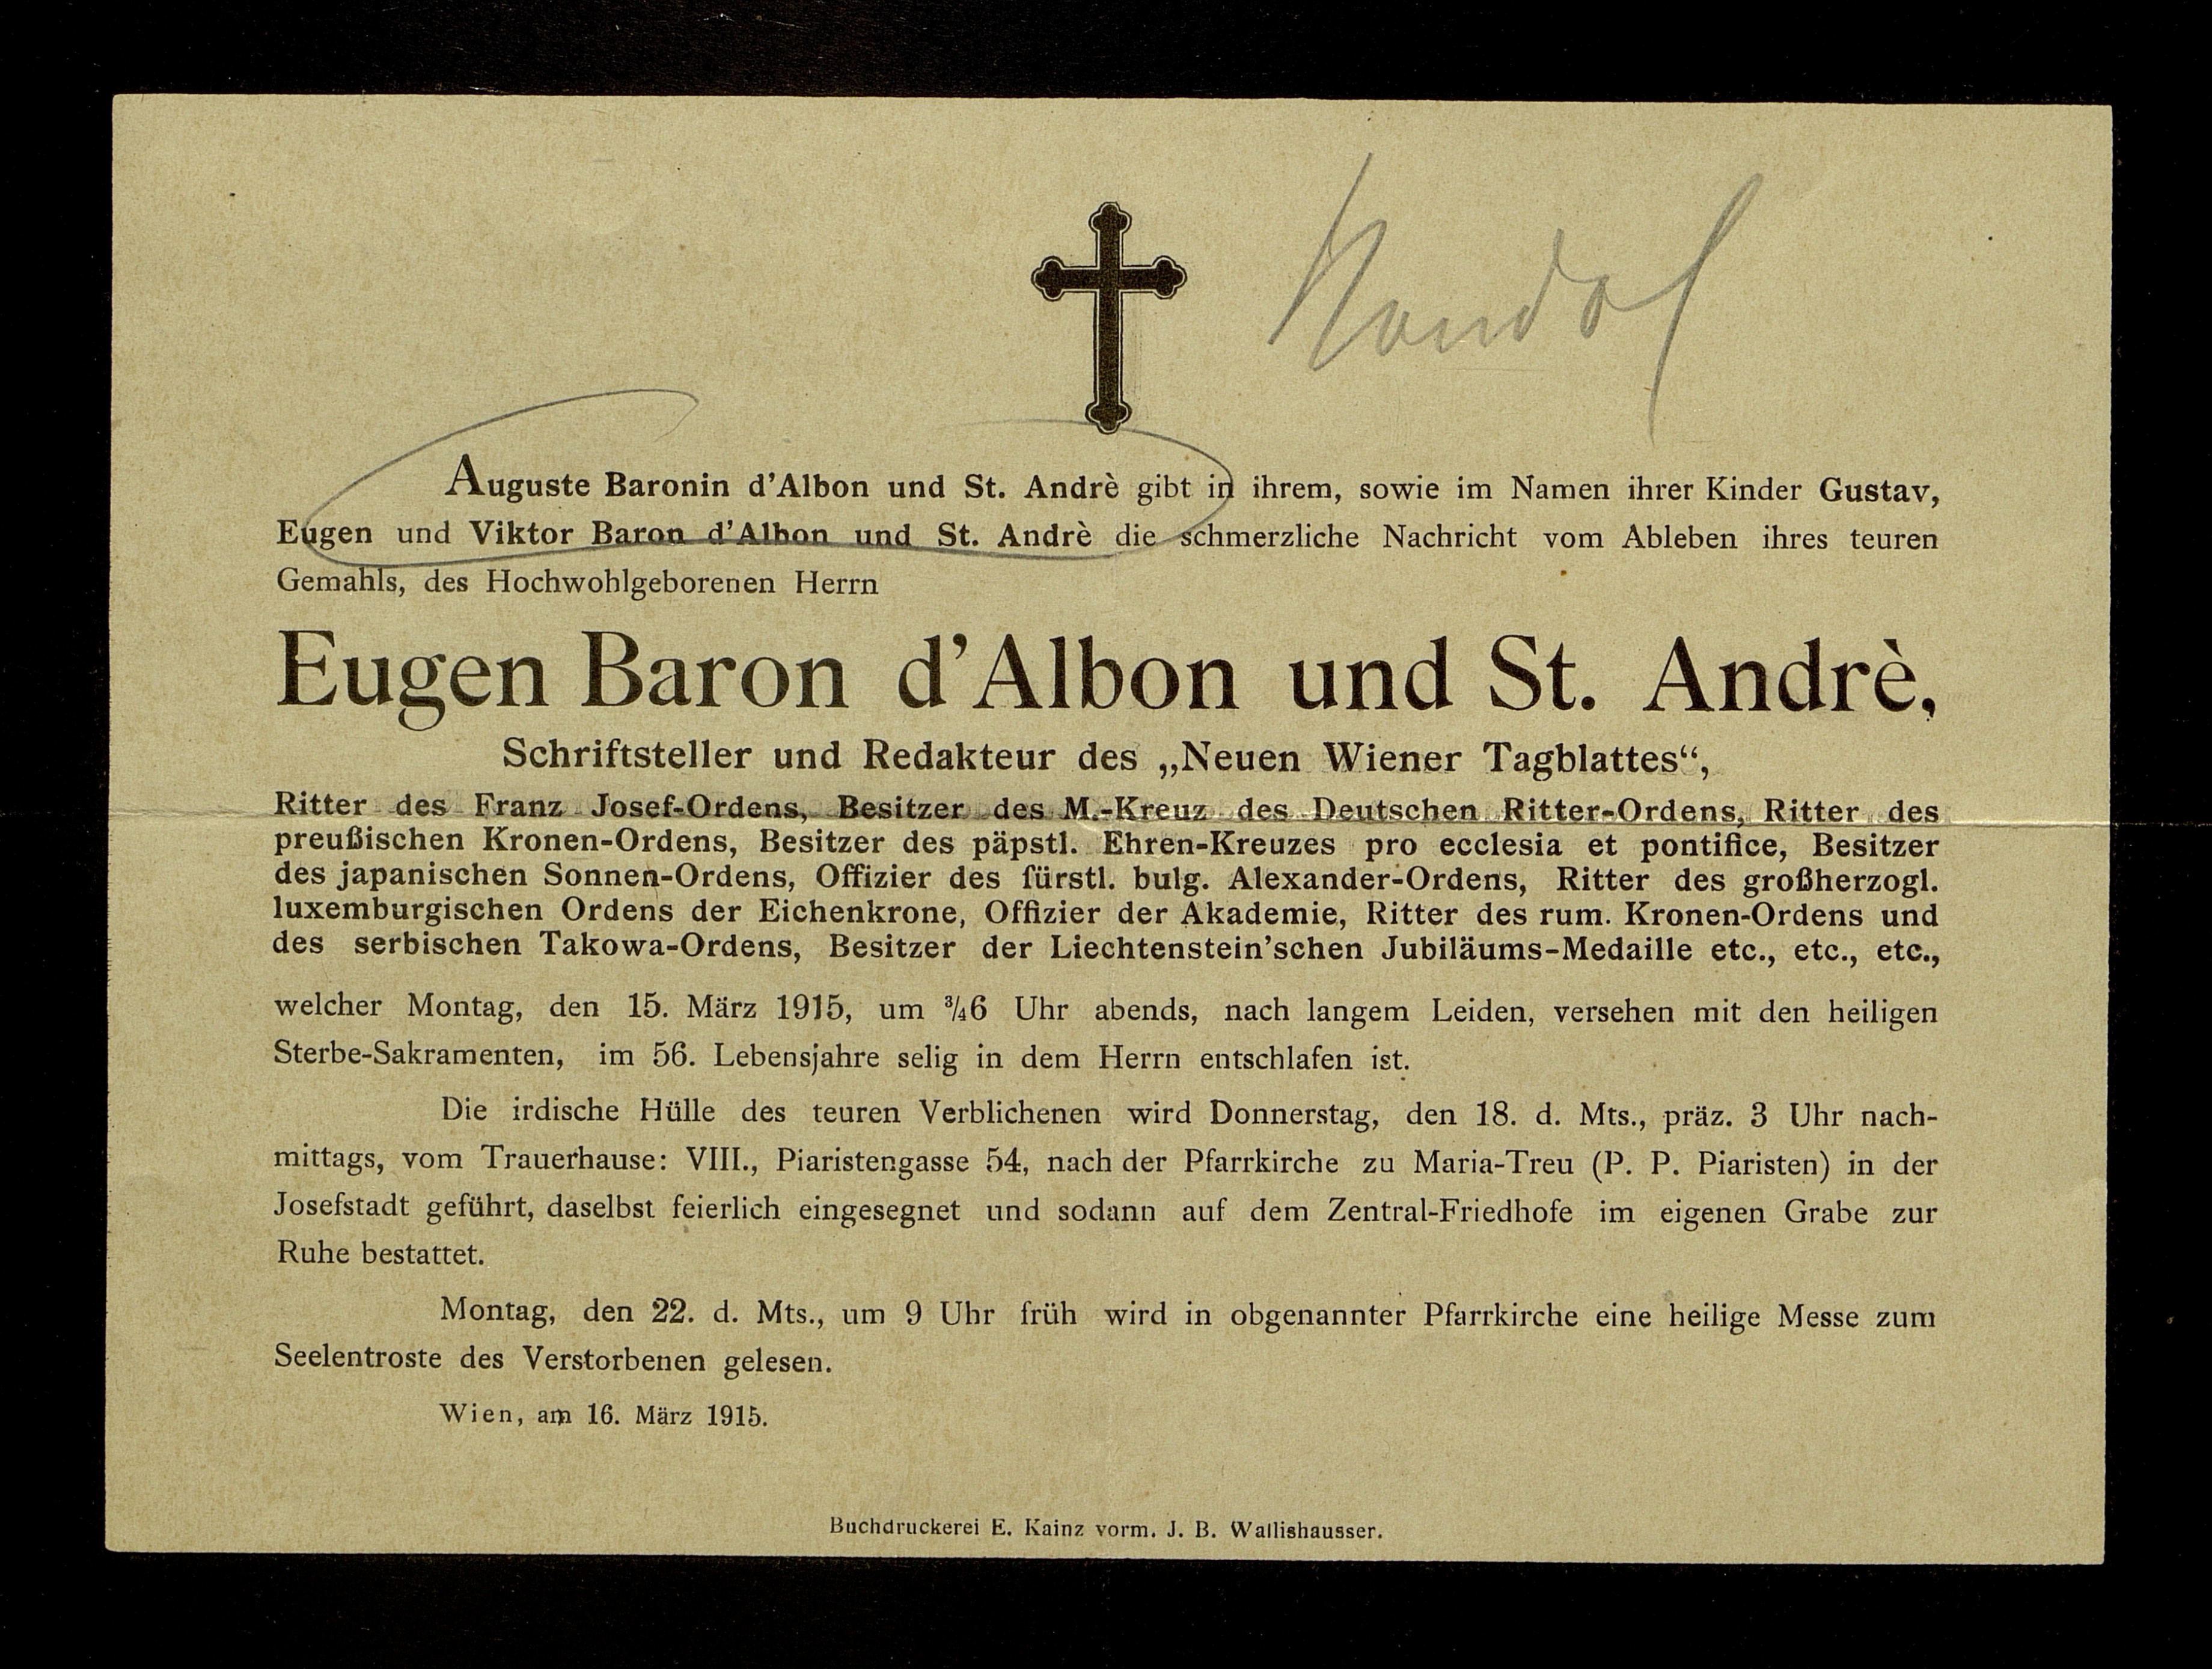 Auguste Baronin d'Albon und St. Andrè gibt in ihrem, sowie im Namen ihrer Kinder Gustav,
Eugen und Viktor Baron d'Albon und St. Andrè die schmerzliche Nachricht vom Ableben ihres teuren
Gemahls, des Hochwohlgeborenen Herrn
Eugen Baron d'Albon und St. Andrè,
Schriftsteller und Redakteur des „Neuen Wiener Tagblattes“,
Ritter des Franz Josef-Ordens, Besitzer des M.-Kreuz des Deutschen Ritter-Ordens, Ritter des
preußischen Kronen-Ordens, Besitzer des päpstl. Ehren-Kreuzes pro ecclesia et pontifice, Besitzer
des japanischen Sonnen-Ordens, Offizier des fürstl. bulg. Alexander-Ordens, Ritter des großherzogl.
luxemburgischen Ordens der Eichenkrone, Offizier der Akademie, Ritter des rum. Kronen-Ordens und
des serbischen Takowa-Ordens, Besitzer der Liechtenstein'schen Jubiläums-Medaille etc., etc., etc.,
welcher Montag, den 15. März 1915, um ¾6 Uhr abends, nach langem Leiden, versehen mit den heiligen
Sterbe-Sakramenten, im 56. Lebensjahre selig in dem Herrn entschlafen ist.
Die irdische Hülle des teuren Verblichenen wird Donnerstag, den 18. d. Mts., präz. 3 Uhr nach-
mittags, vom Trauerhause: VIII., Piaristengasse 54, nach der Pfarrkirche zu Maria-Treu (P. P. Piaristen) in der
Josefstadt geführt, daselbst feierlich eingesegnet und sodann auf dem Zentral-Friedhofe im eigenen Grabe zur
Ruhe bestattet.
Montag, den 22. d. Mts., um 9 Uhr früh wird in obgenannter Pfarrkirche eine heilige Messe zum
Seelentroste des Verstorbenen gelesen.
Wien, am 16. März 1915.
Buchdruckerei E. Kainz vorm. J. B. Wallishausser.